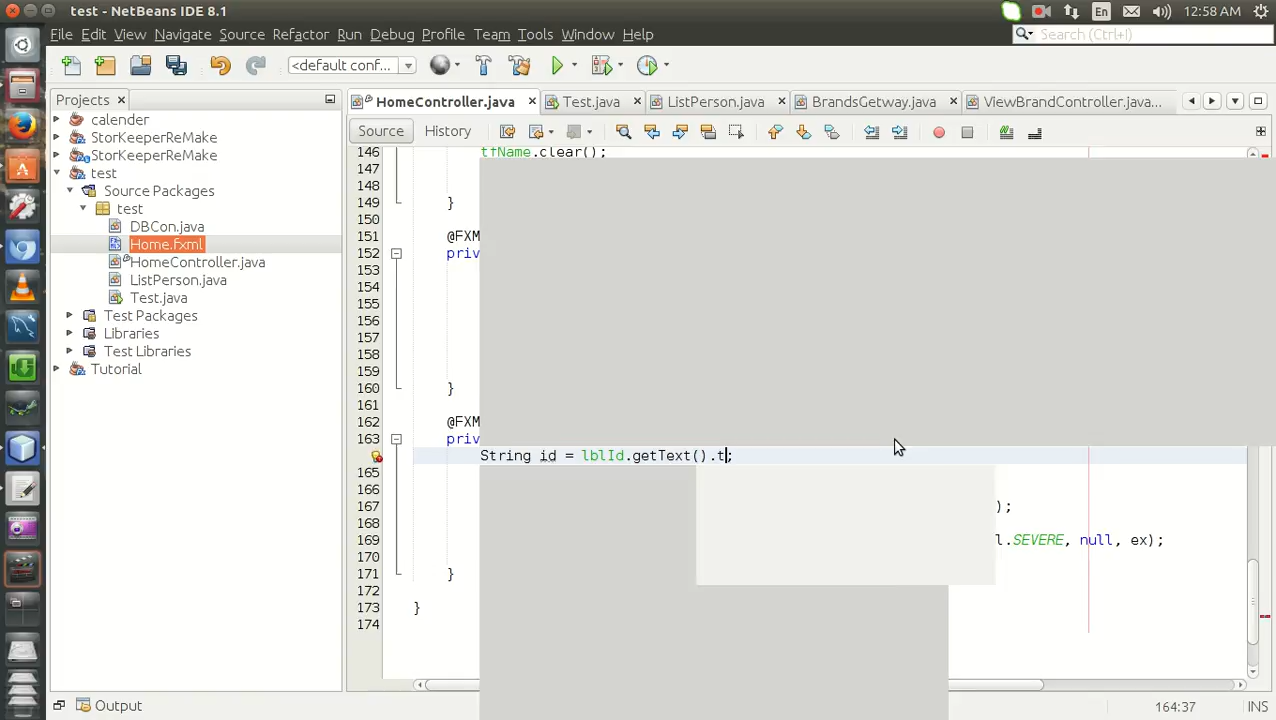 test - NetBeans IDE 8.1
En
12:58 AM
File Edit View Navigate Source Refactor Run Debug Profile Team Tools Window Help
Search (Ctrl+I)
<default conf...
Projects
HomeController.java
Test.java
ListPerson.java
BrandsGetway.java
ViewBrandController.java...
Source
History
calender
StorKeeperReMake
StorKeeperReMake
test
Source Packages
test
DBCon.java
Home.fxml
HomeController.java
ListPerson.java
Test.java
Test Packages
Libraries
Test Libraries
Tutorial
146 tfName.clear();
147
148
149 }
150
151 @FXM
152 priv
153
154
155
156
157
158
159
160 }
161
162 @FXM
163 priv
String id = lblId.getText().t;
165
166
167 );
168
169 l.SEVERE, null, ex);
170
171 }
172
173 }
174
Output
164:37
INS